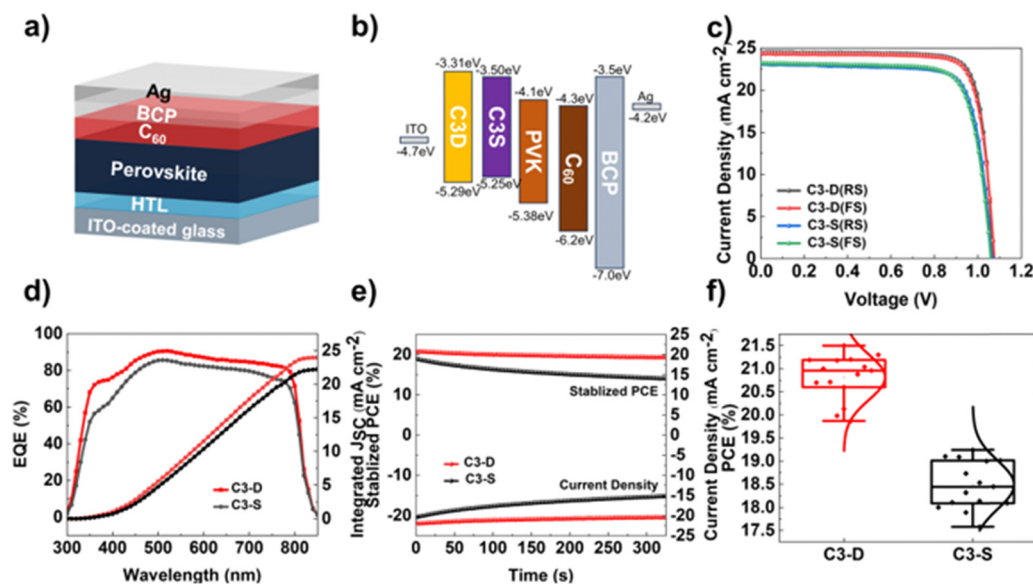 a)
Ag
BCP
C60
Perovskite
HTL
ITO-coated glass
b)
-3.31eV
-3.50eV
-4.1eV
-4.3eV
-3.5eV
Ag
-4.2eV
ITO
-4.7eV
C3D
C3S
PVK
C60
BCP
-5.29eV
-5.25eV
-5.38eV
-6.2eV
-7.0eV
c)
Current Density (mA cm-2)
25
20
15
10
5
0
C3-D(RS)
C3-D(FS)
C3-S(RS)
C3-S(FS)
0.0 0.2 0.4 0.6 0.8 1.0 1.2
Voltage (V)
d)
EQE (%)
100
80
60
40
20
0
C3-D
C3-S
25
20
15
10
5
0
Integrated JSC (mA cm-2)
300 400 500 600 700 800
Wavelength (nm)
e)
Stablized PCE (%)
20
10
0
-10
-20
Stablized PCE
C3-D
C3-S
Current Density
25
20
15
10
5
0
-5
-10
-15
-20
-25
Current Density (mA cm-2)
0 50 100 150 200 250 300
Time (s)
f)
PCE (%)
21.5
21.0
20.5
20.0
19.5
19.0
18.5
18.0
17.5
C3-D C3-S